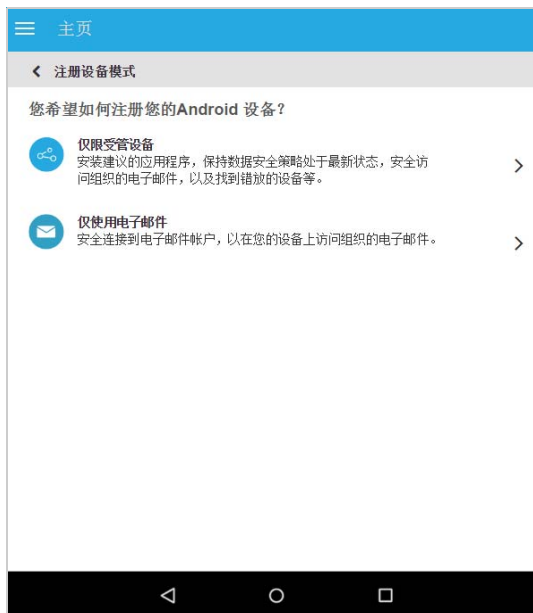 主页
注册设备模式
您希望如何注册您的Android 设备？
仅限受管设备
安装建议的应用程序，保持数据安全策略处于最新状态，安全访
问组织的电子邮件，以及找到错放的设备等。
仅使用电子邮件
安全连接到电子邮件帐户，以在您的设备上访问组织的电子邮件。